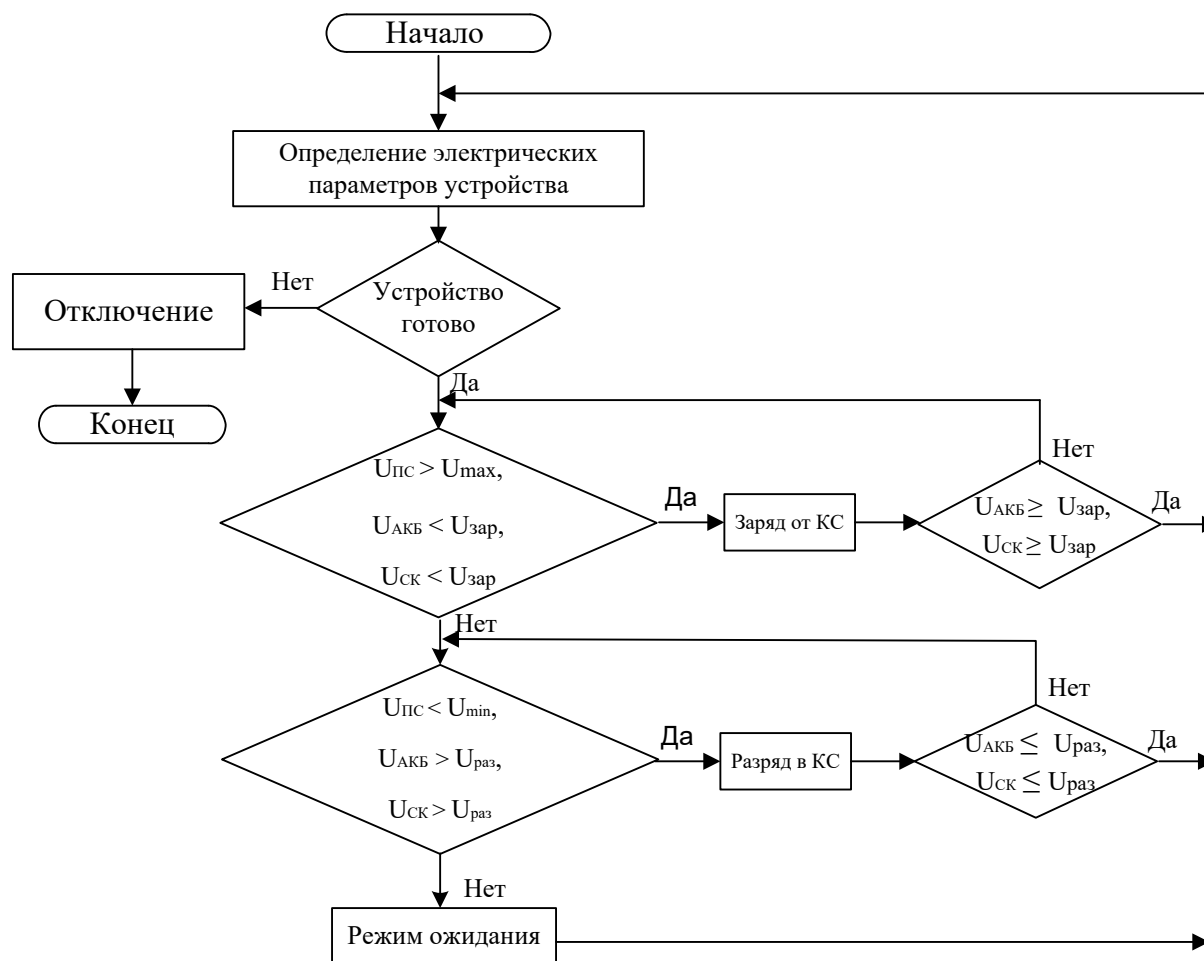 Начало
Определение электрических
параметров устройства
Нет
Устройство
готово
Отключение
Да
Конец
UПС > Umax,
UАКБ < Uзар,
UСК < Uзар
Да
Заряд от КС
Нет
UАКБ ≥ Uзар,
UСК ≥ Uзар
Да
Нет
UПС < Umin,
UАКБ > Uраз,
UСК > Uраз
Да
Разряд в КС
Нет
UАКБ ≤ Uраз,
UСК ≤ Uраз
Да
Нет
Режим ожидания